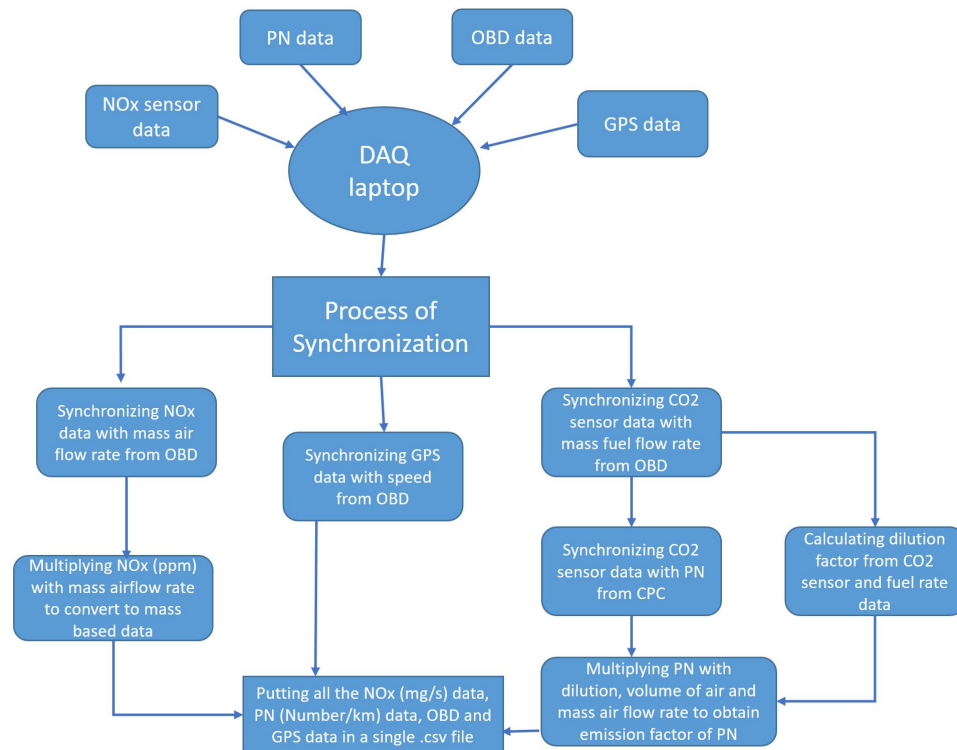 PN data
OBD data
NOx sensor
data
GPS data
DAQ
laptop
Process of
Synchronization
Synchronizing NOx
data with mass air
flow rate from OBD
Synchronizing GPS
data with speed
from OBD
Synchronizing CO2
sensor data with
mass fuel flow rate
from OBD
Multiplying NOx (ppm)
with mass airflow rate
to convert to mass
based data
Synchronizing CO2
sensor data with PN
from CPC
Calculating dilution
factor from CO2
sensor and fuel rate
data
Putting all the NOx (mg/s) data,
PN (Number/km) data, OBD and
GPS data in a single .csv file
Multiplying PN with
dilution, volume of air and
mass air flow rate to obtain
emission factor of PN